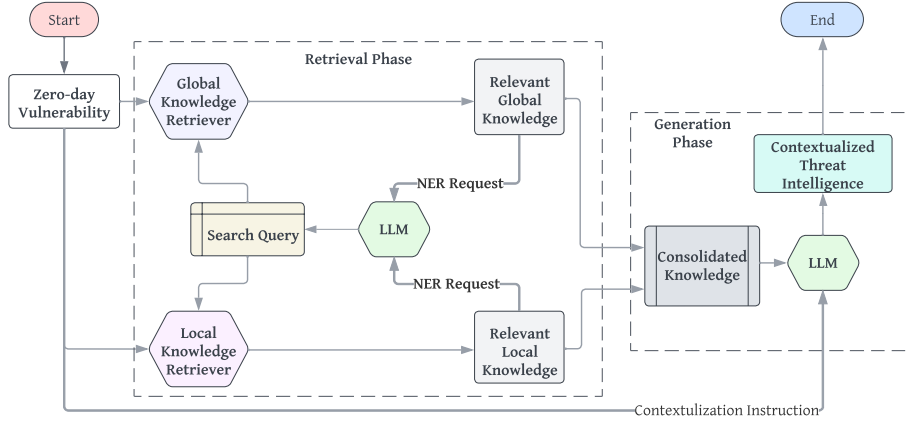 Start
End
Retrieval Phase
Zero-day
Vulnerability
Global
Knowledge
Retriever
Relevant
Global
Knowledge
Generation
Phase
Contextualized
Threat
Intelligence
NER Request
Search Query
LLM
Consolidated
Knowledge
LLM
NER Request
Local
Knowledge
Retriever
Relevant
Local
Knowledge
Contextulization Instruction